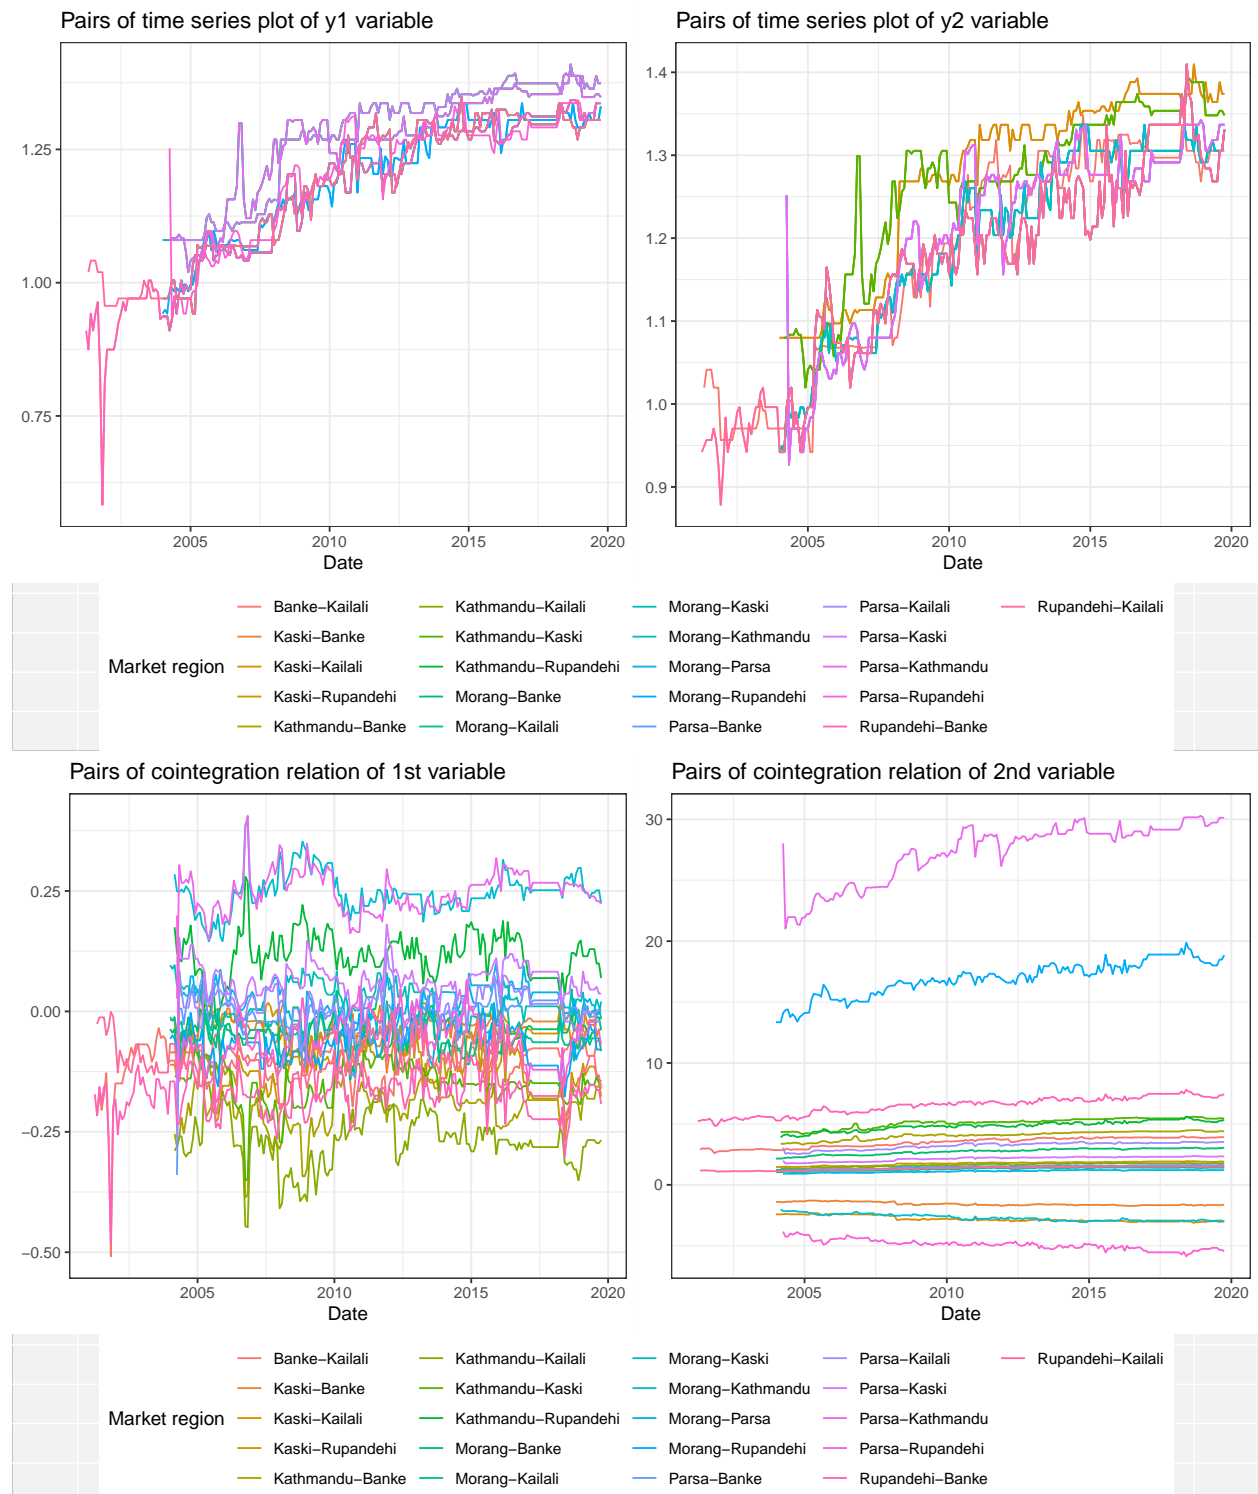 Pairs of time series plot of y1 variable
Pairs of time series plot of y2 variable
1.25
1.00
0.75
2005 2010 2015 2020
Date
1.4
1.3
1.2
1.1
1.0
0.9
2005 2010 2015 2020
Date
Market region
Banke−Kailali
Kaski−Banke
Kaski−Kailali
Kaski−Rupandehi
Kathmandu−Banke
Kathmandu−Kailali
Kathmandu−Kaski
Kathmandu−Rupandehi
Morang−Banke
Morang−Kailali
Morang−Kaski
Morang−Kathmandu
Morang−Parsa
Morang−Rupandehi
Parsa−Banke
Parsa−Kailali
Parsa−Kaski
Parsa−Kathmandu
Parsa−Rupandehi
Rupandehi−Banke
Rupandehi−Kailali
Pairs of cointegration relation of 1st variable
Pairs of cointegration relation of 2nd variable
0.25
0.00
−0.25
−0.50
2005 2010 2015 2020
Date
30
20
10
0
2005 2010 2015 2020
Date
Market region
Banke−Kailali
Kaski−Banke
Kaski−Kailali
Kaski−Rupandehi
Kathmandu−Banke
Kathmandu−Kailali
Kathmandu−Kaski
Kathmandu−Rupandehi
Morang−Banke
Morang−Kailali
Morang−Kaski
Morang−Kathmandu
Morang−Parsa
Morang−Rupandehi
Parsa−Banke
Parsa−Kailali
Parsa−Kaski
Parsa−Kathmandu
Parsa−Rupandehi
Rupandehi−Banke
Rupandehi−Kailali